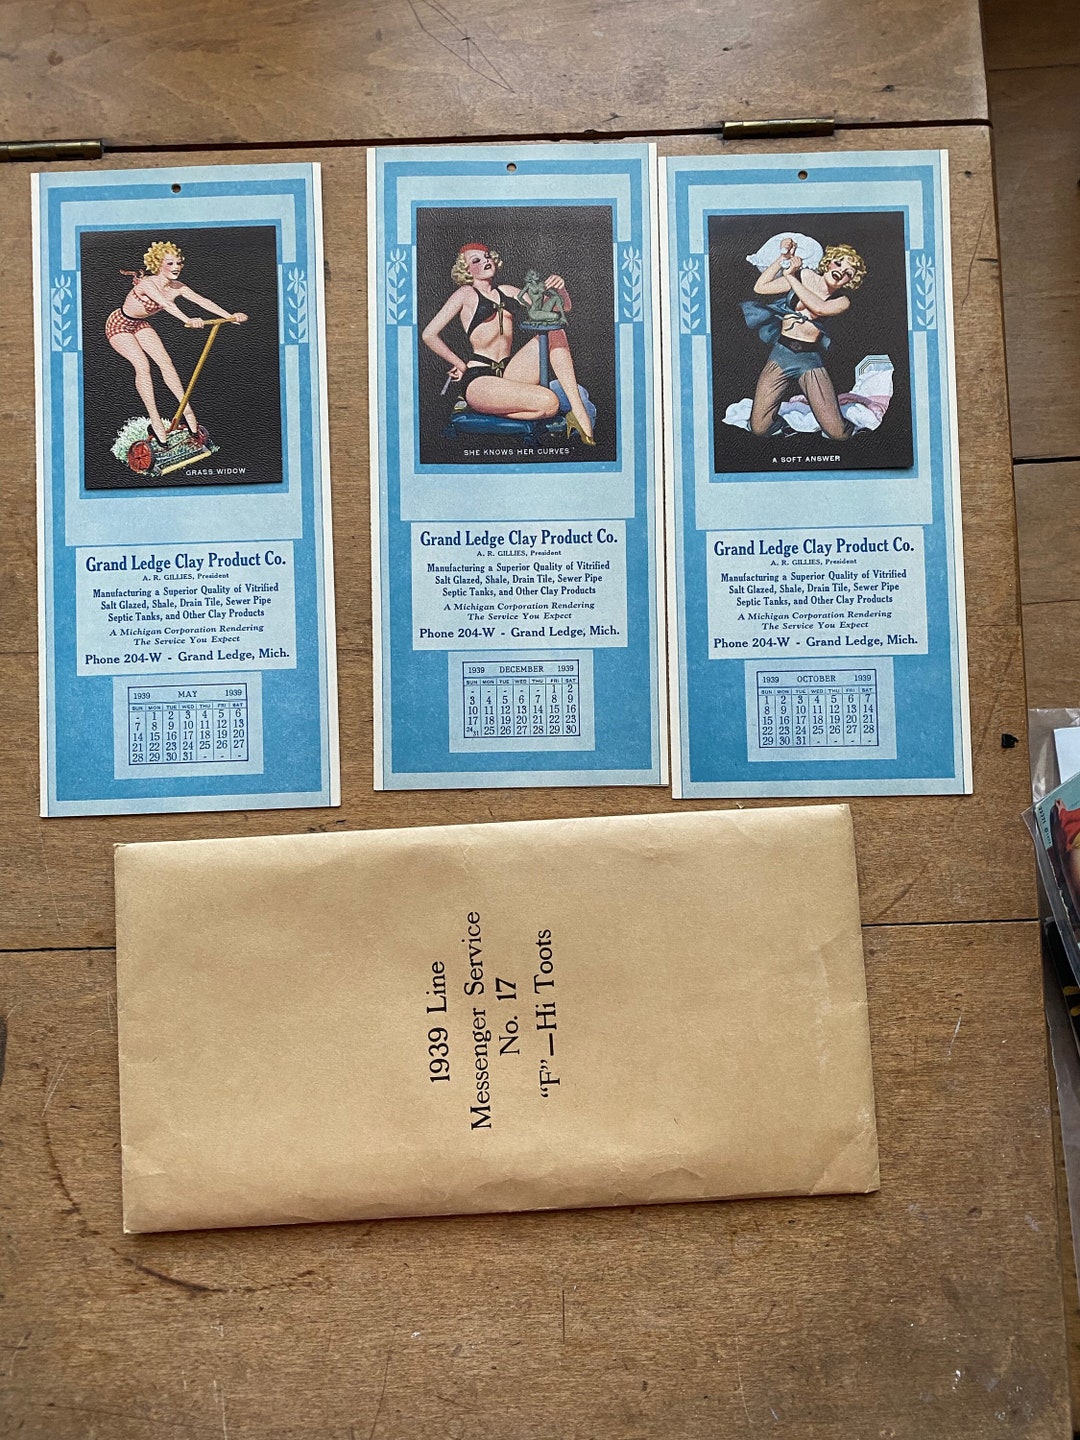 GRASS WIDOW
Grand Ledge Clay Product Co.
A. R. GILLIES, President
Manufacturing a Superior Quality of Vitrified
Salt Glazed, Shale, Drain Tile, Sewer Pipe
Septic Tanks, and Other Clay Products
A Michigan Corporation Rendering
The Service You Expect
Phone 204-W - Grand Ledge, Mich.
1939 MAY 1939
SUN MON TUE WED THU FRI SAT
- 1 2 3 4 5 6
7 8 9 10 11 12 13
14 15 16 17 18 19 20
21 22 23 24 25 26 27
28 29 30 31 - - -
SHE KNOWS HER CURVES
Grand Ledge Clay Product Co.
A. R. GILLIES, President
Manufacturing a Superior Quality of Vitrified
Salt Glazed, Shale, Drain Tile, Sewer Pipe
Septic Tanks, and Other Clay Products
A Michigan Corporation Rendering
The Service You Expect
Phone 204-W - Grand Ledge, Mich.
1939 DECEMBER 1939
SUN MON TUE WED THU FRI SAT
- - - - - 1 2
3 4 5 6 7 8 9
10 11 12 13 14 15 16
17 18 19 20 21 22 23
24/31 25 26 27 28 29 30
A SOFT ANSWER
Grand Ledge Clay Product Co.
A. R. GILLIES, President
Manufacturing a Superior Quality of Vitrified
Salt Glazed, Shale, Drain Tile, Sewer Pipe
Septic Tanks, and Other Clay Products
A Michigan Corporation Rendering
The Service You Expect
Phone 204-W - Grand Ledge, Mich.
1939 OCTOBER 1939
SUN MON TUE WED THU FRI SAT
1 2 3 4 5 6 7
8 9 10 11 12 13 14
15 16 17 18 19 20 21
22 23 24 25 26 27 28
29 30 31 - - - -
1939 Line
Messenger Service
No. 17
“F”—Hi Toots